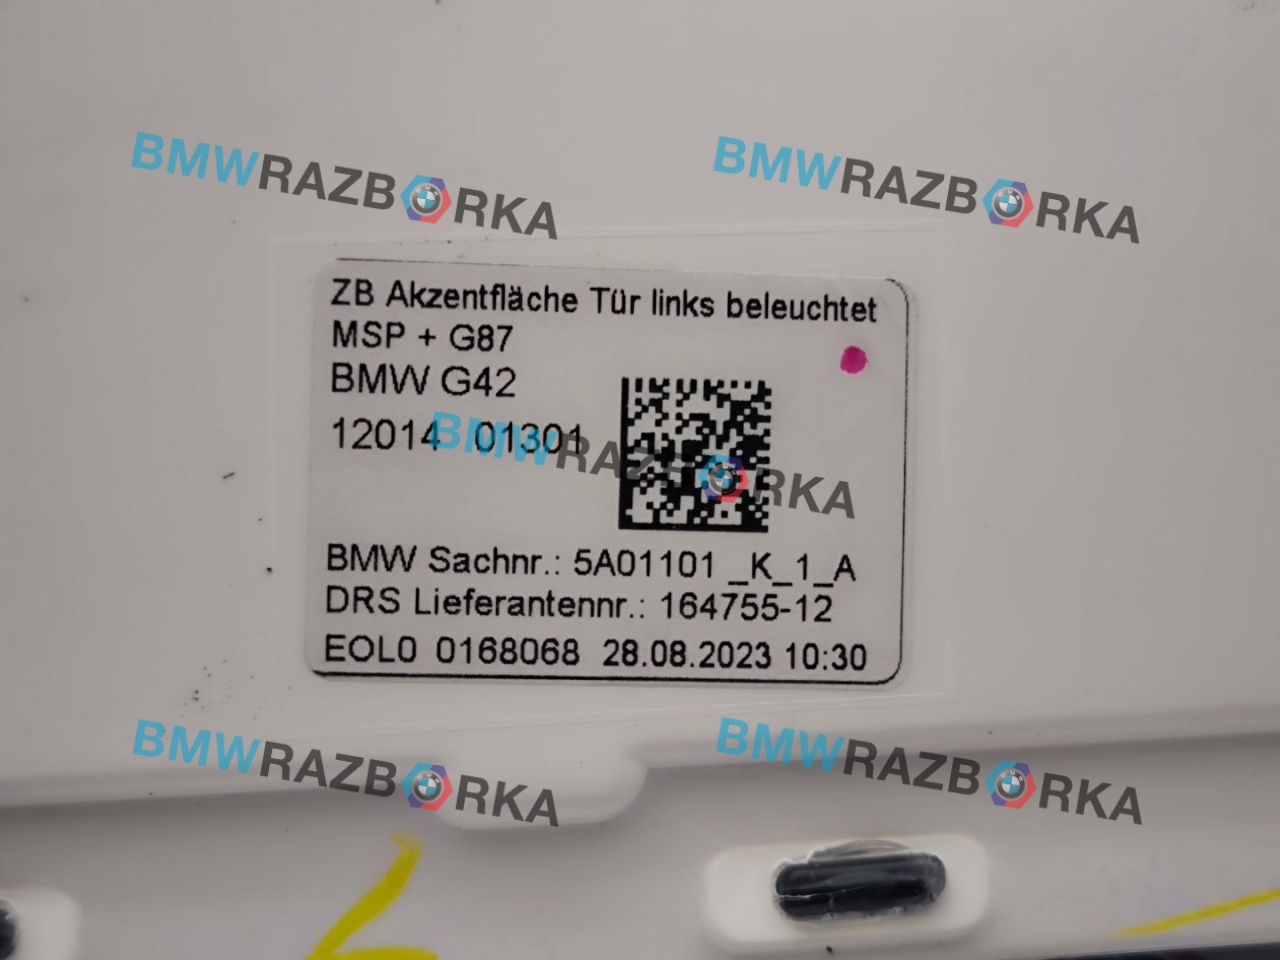 BMWRAZBORKA
BMWRAZBORKA
ZB Akzentfläche Tür links beleuchtet
MSP + G87
BMW G42
12014 01301
BMWRAZBORKA
BMW Sachnr.: 5A01101 _K_1_A
DRS Lieferantennr.: 164755-12
EOL0 0168068 28.08.2023 10:30
BMWRAZBORKA
BMWRAZBORKA